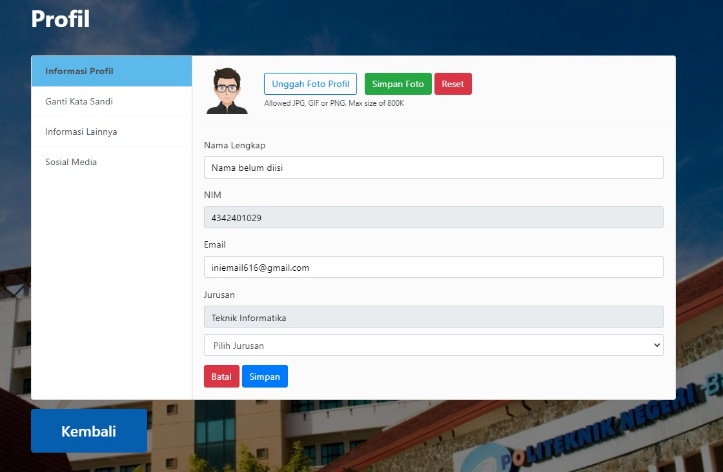 Profil
Informasi Profil
Ganti Kata Sandi
Informasi Lainnya
Sosial Media
Unggah Foto Profil
Simpan Foto
Reset
Allowed JPG, GIF or PNG. Max size of 800K
Nama Lengkap
Nama belum diisi
NIM
4342401029
Email
iniemail616@gmail.com
Jurusan
Teknik Informatika
Pilih Jurusan
Batal
Simpan
Kembali
POLITEKNIK NEGERI